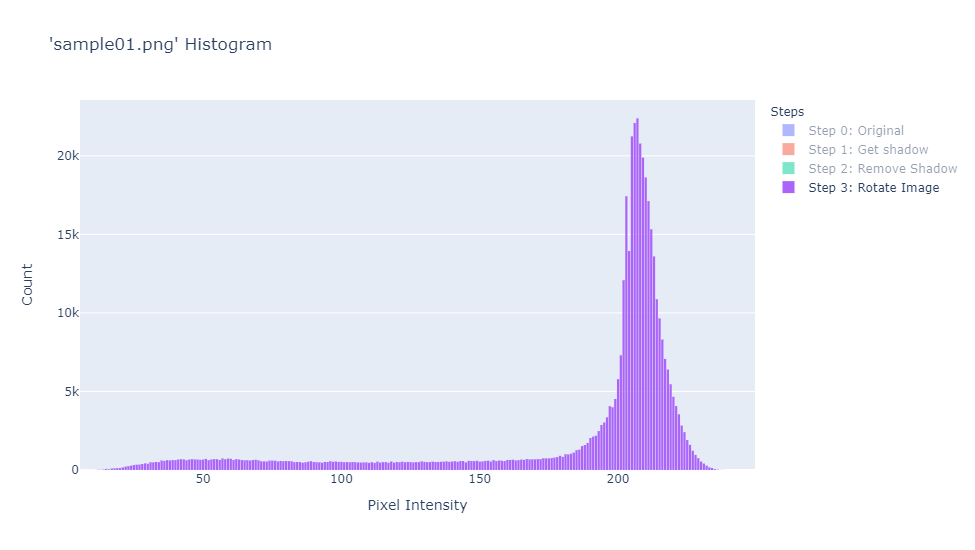 'sample01.png' Histogram
Steps
Step 0: Original
Step 1: Get shadow
Step 2: Remove Shadow
Step 3: Rotate Image
Count
20k
15k
10k
5k
0
50
100
150
200
Pixel Intensity